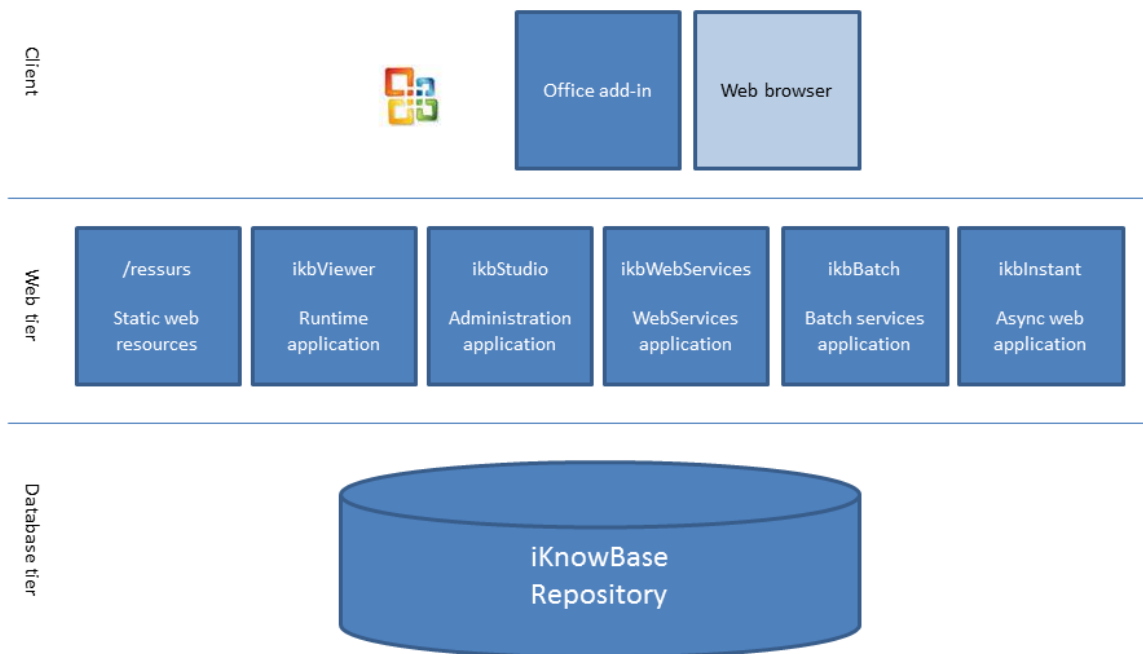 Client
Office add-in
Web browser
Web tier
/ressurs
Static web
resources
ikbViewer
Runtime
application
ikbStudio
Administration
application
ikbWebServices
WebServices
application
ikbBatch
Batch services
application
ikbInstant
Async web
application
Database tier
iKnowBase
Repository